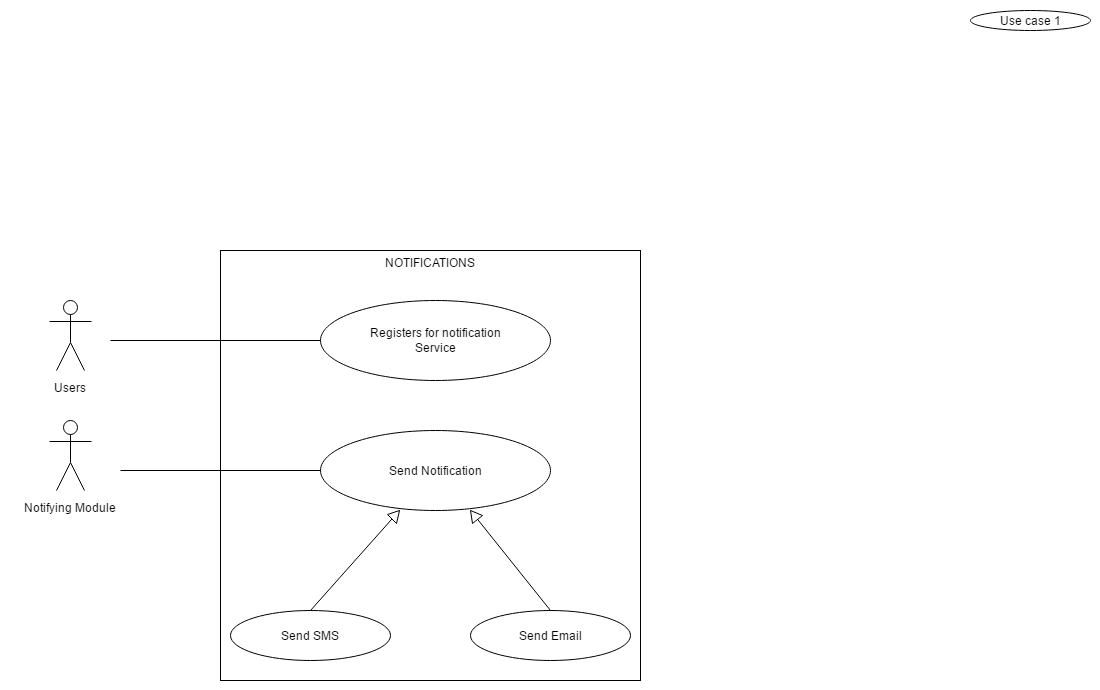 Use case 1
NOTIFICATIONS
Registers for notification
Service
Users
Send Notification
Notifying Module
Send SMS
Send Email